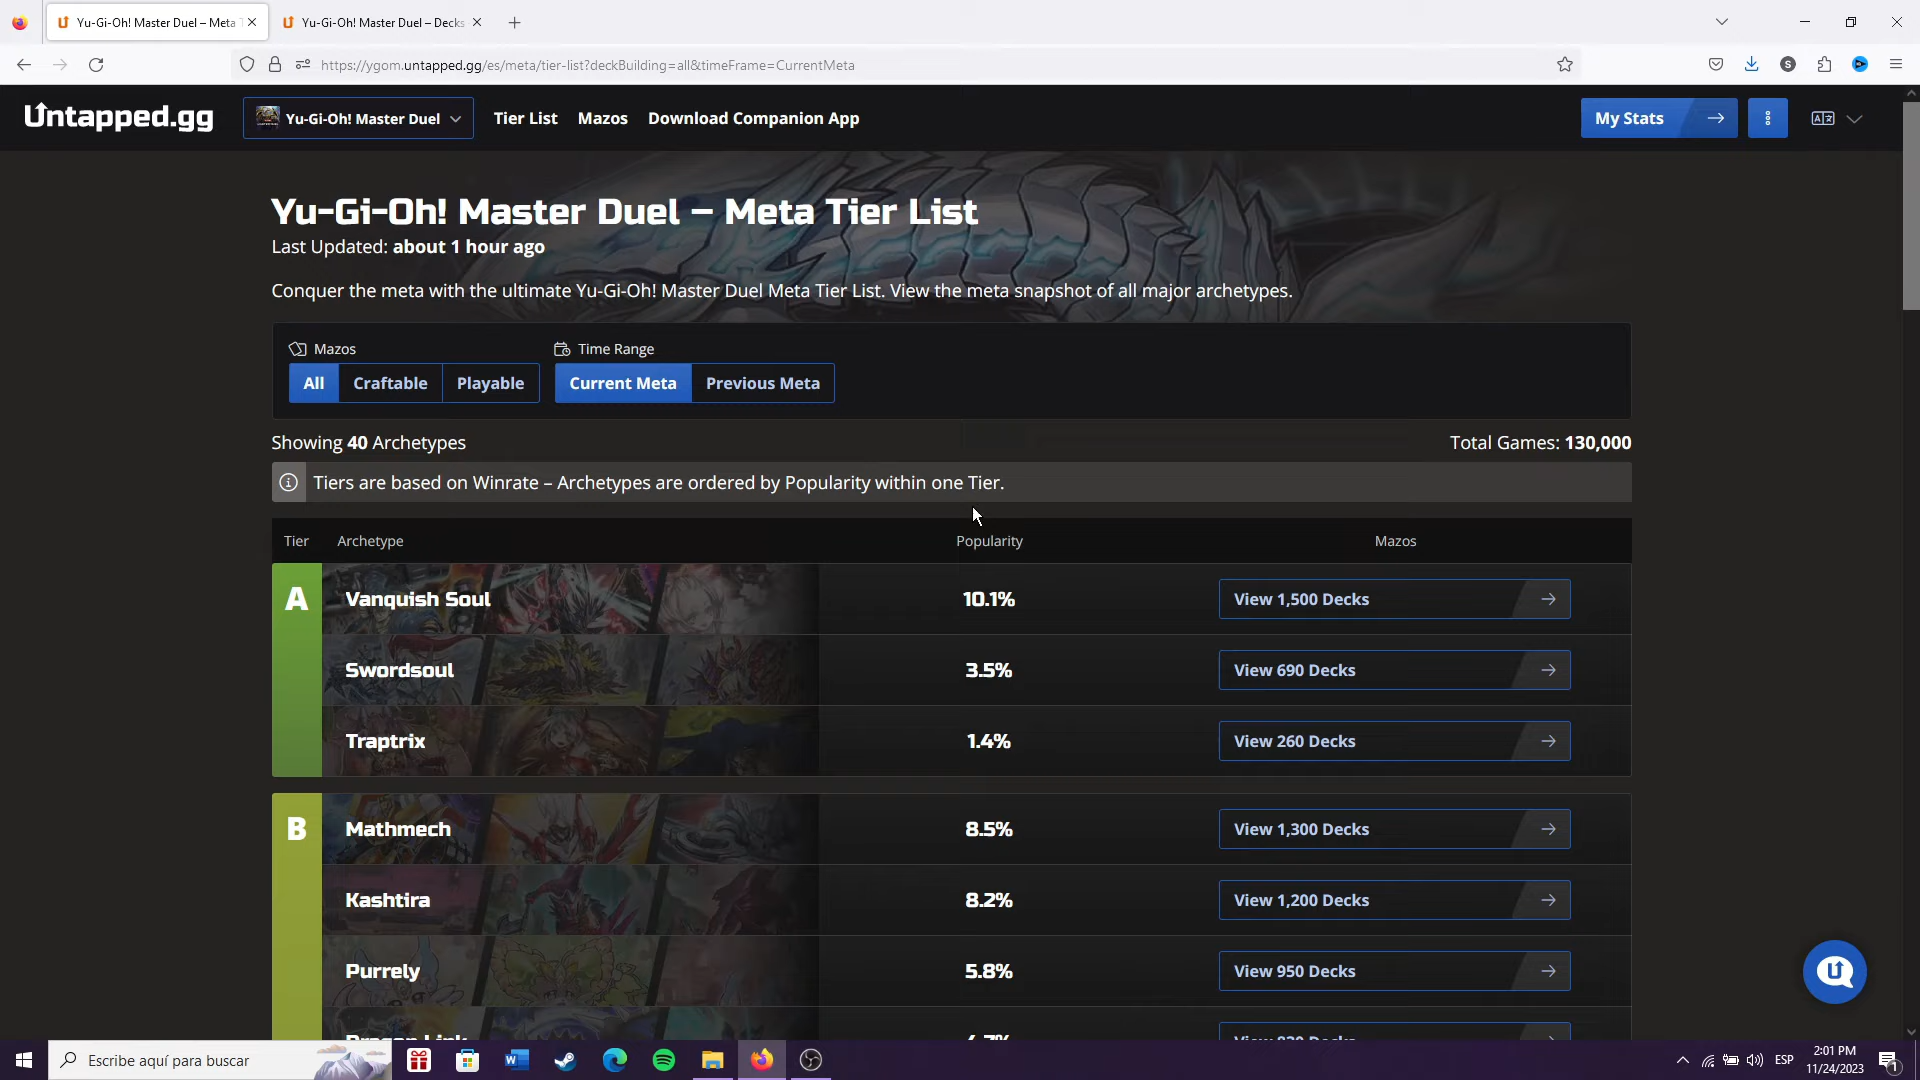 Yu-Gi-Oh! Master Duel – Meta
Yu-Gi-Oh! Master Duel – Decks
https://ygom.untapped.gg/es/meta/tier-list?deckBuilding=all&timeFrame=CurrentMeta
S
Untapped.gg
Yu-Gi-Oh! Master Duel
Tier List
Mazos
Download Companion App
My Stats
Yu-Gi-Oh! Master Duel – Meta Tier List
Last Updated: about 1 hour ago
Conquer the meta with the ultimate Yu-Gi-Oh! Master Duel Meta Tier List. View the meta snapshot of all major archetypes.
Mazos
Time Range
All
Craftable
Playable
Current Meta
Previous Meta
Showing 40 Archetypes
Total Games: 130,000
Tiers are based on Winrate – Archetypes are ordered by Popularity within one Tier.
Tier
Archetype
Popularity
Mazos
A
Vanquish Soul
10.1%
View 1,500 Decks
Swordsoul
3.5%
View 690 Decks
Traptrix
1.4%
View 260 Decks
B
Mathmech
8.5%
View 1,300 Decks
Kashtira
8.2%
View 1,200 Decks
Purrely
5.8%
View 950 Decks
Escribe aquí para buscar
ESP
2:01 PM
11/24/2023
1